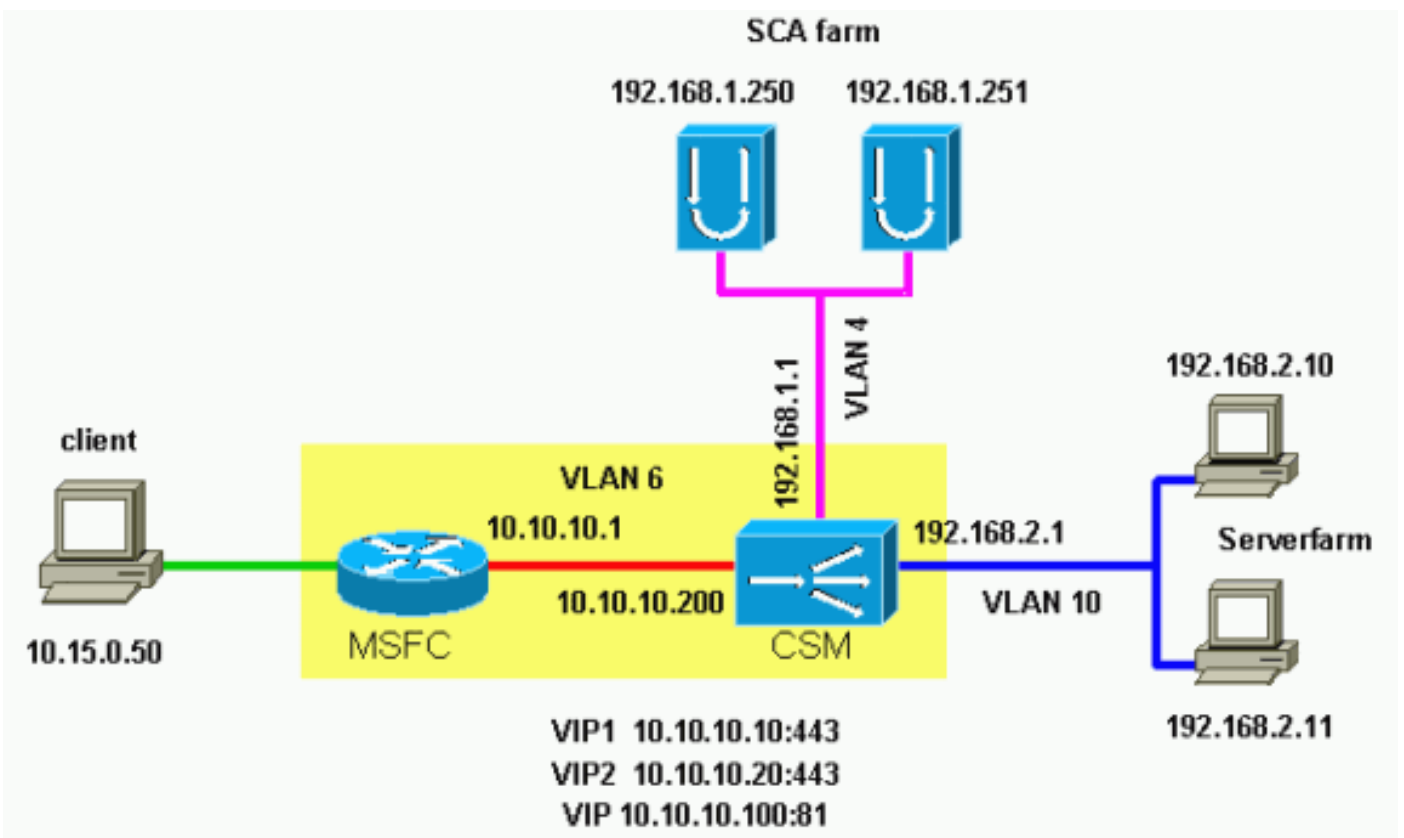 SCA farm
192.168.1.250
192.168.1.251
VLAN 4
192.168.1.1
192.168.2.10
client
VLAN 6
10.10.10.1
192.168.2.1
Serverfarm
10.10.10.200
VLAN 10
10.15.0.50
MSFC
CSM
192.168.2.11
VIP1 10.10.10.10:443
VIP2 10.10.10.20:443
VIP 10.10.10.100:81